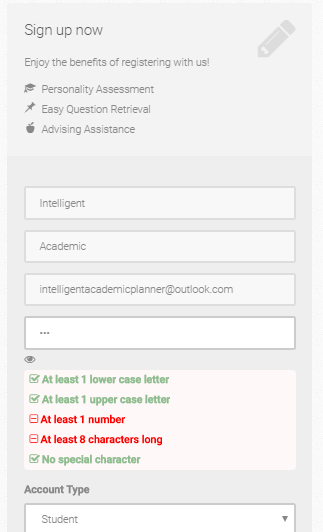 Sign up now
Enjoy the benefits of registering with us!
Personality Assessment
Easy Question Retrieval
Advising Assistance
Intelligent
Academic
intelligentacademicplanner@outlook.com
•••
At least 1 lower case letter
At least 1 upper case letter
At least 1 number
At least 8 characters long
No special character
Account Type
Student